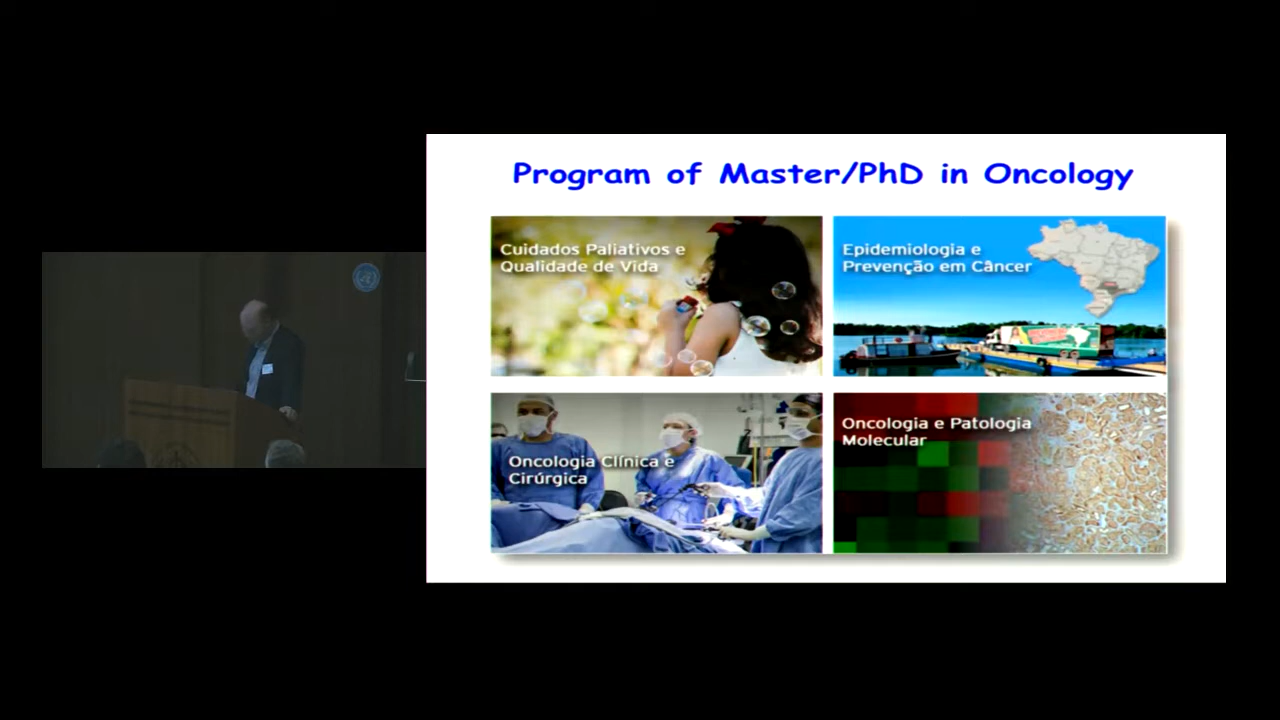 Program of Master/PhD in Oncology
Cuidados Paliativos e
Qualidade de Vida
Epidemiologia e
Prevenção em Câncer
Oncologia Clínica e
Cirúrgica
Oncologia e Patologia
Molecular